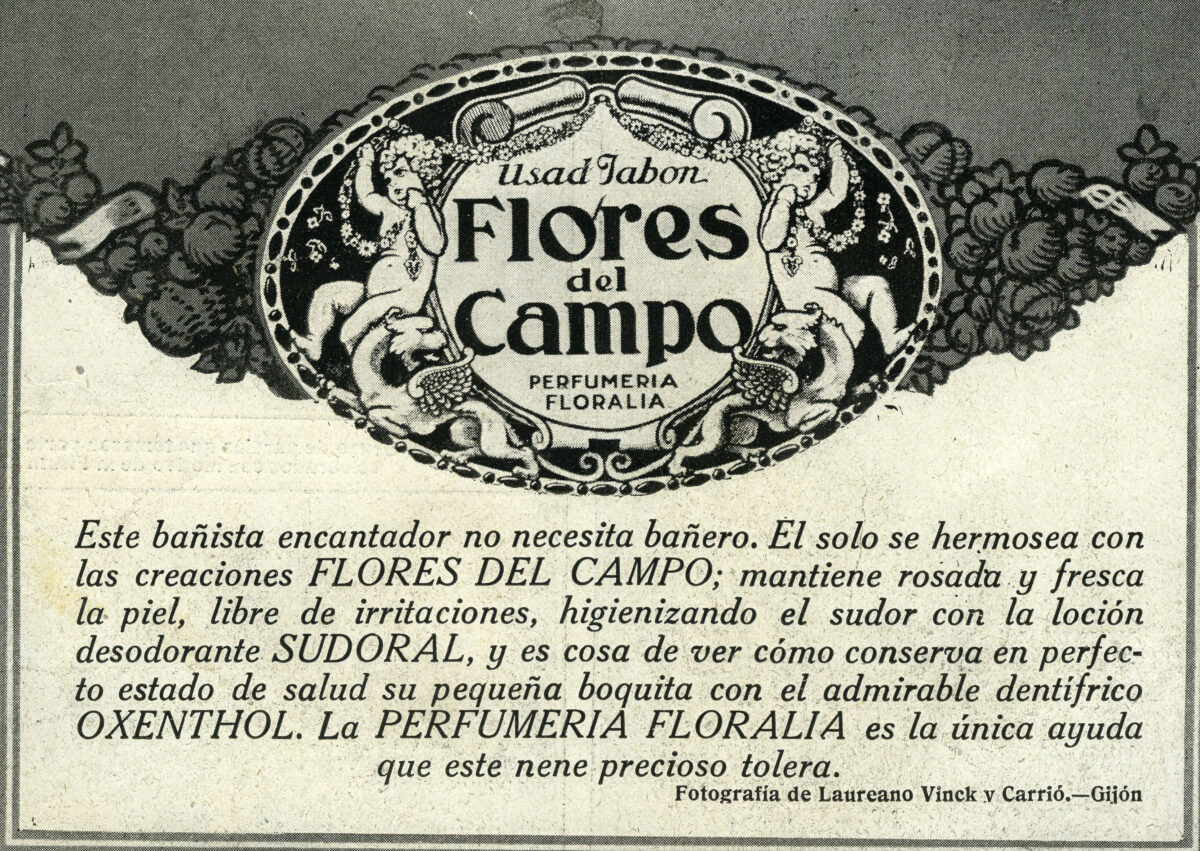 Usad Jabon
Flores
del
Campo
PERFUMERIA
FLORALIA
Este bañista encantador no necesita bañero. El solo se hermosea con
las creaciones FLORES DEL CAMPO; mantiene rosada y fresca
la piel, libre de irritaciones, higienizando el sudor con la loción
desodorante SUDORAL, y es cosa de ver cómo conserva en perfec-
to estado de salud su pequeña boquita con el admirable dentífrico
OXENTHOL. La PERFUMERIA FLORALIA es la única ayuda
que este nene precioso tolera.
Fotografía de Laureano Vinck y Carrió.—Gijón